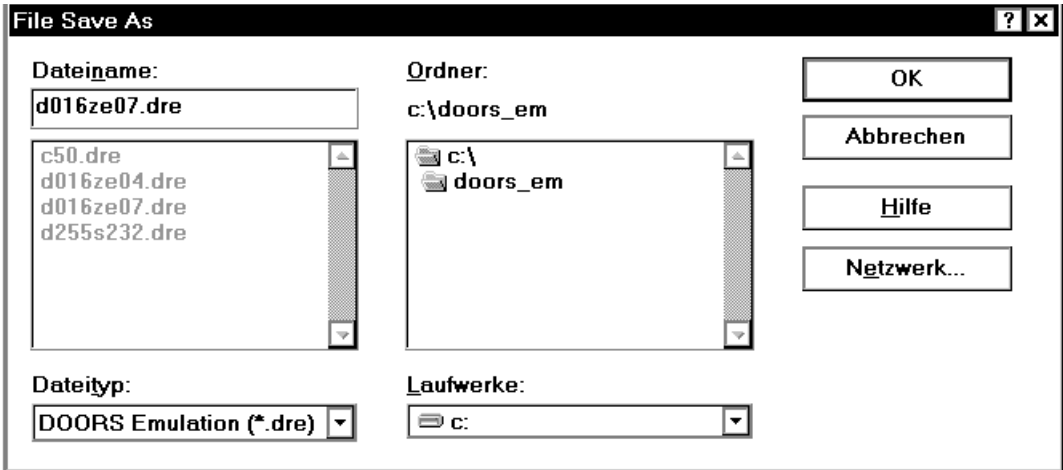 File Save As
Dateiname:
d016ze07.dre
c50.dre
d016ze04.dre
d016ze07.dre
d255s232.dre
Dateityp:
DOORS Emulation (*.dre)
Ordner:
c:\doors_em
c:\
doors_em
Laufwerke:
c:
OK
Abbrechen
Hilfe
Netzwerk...